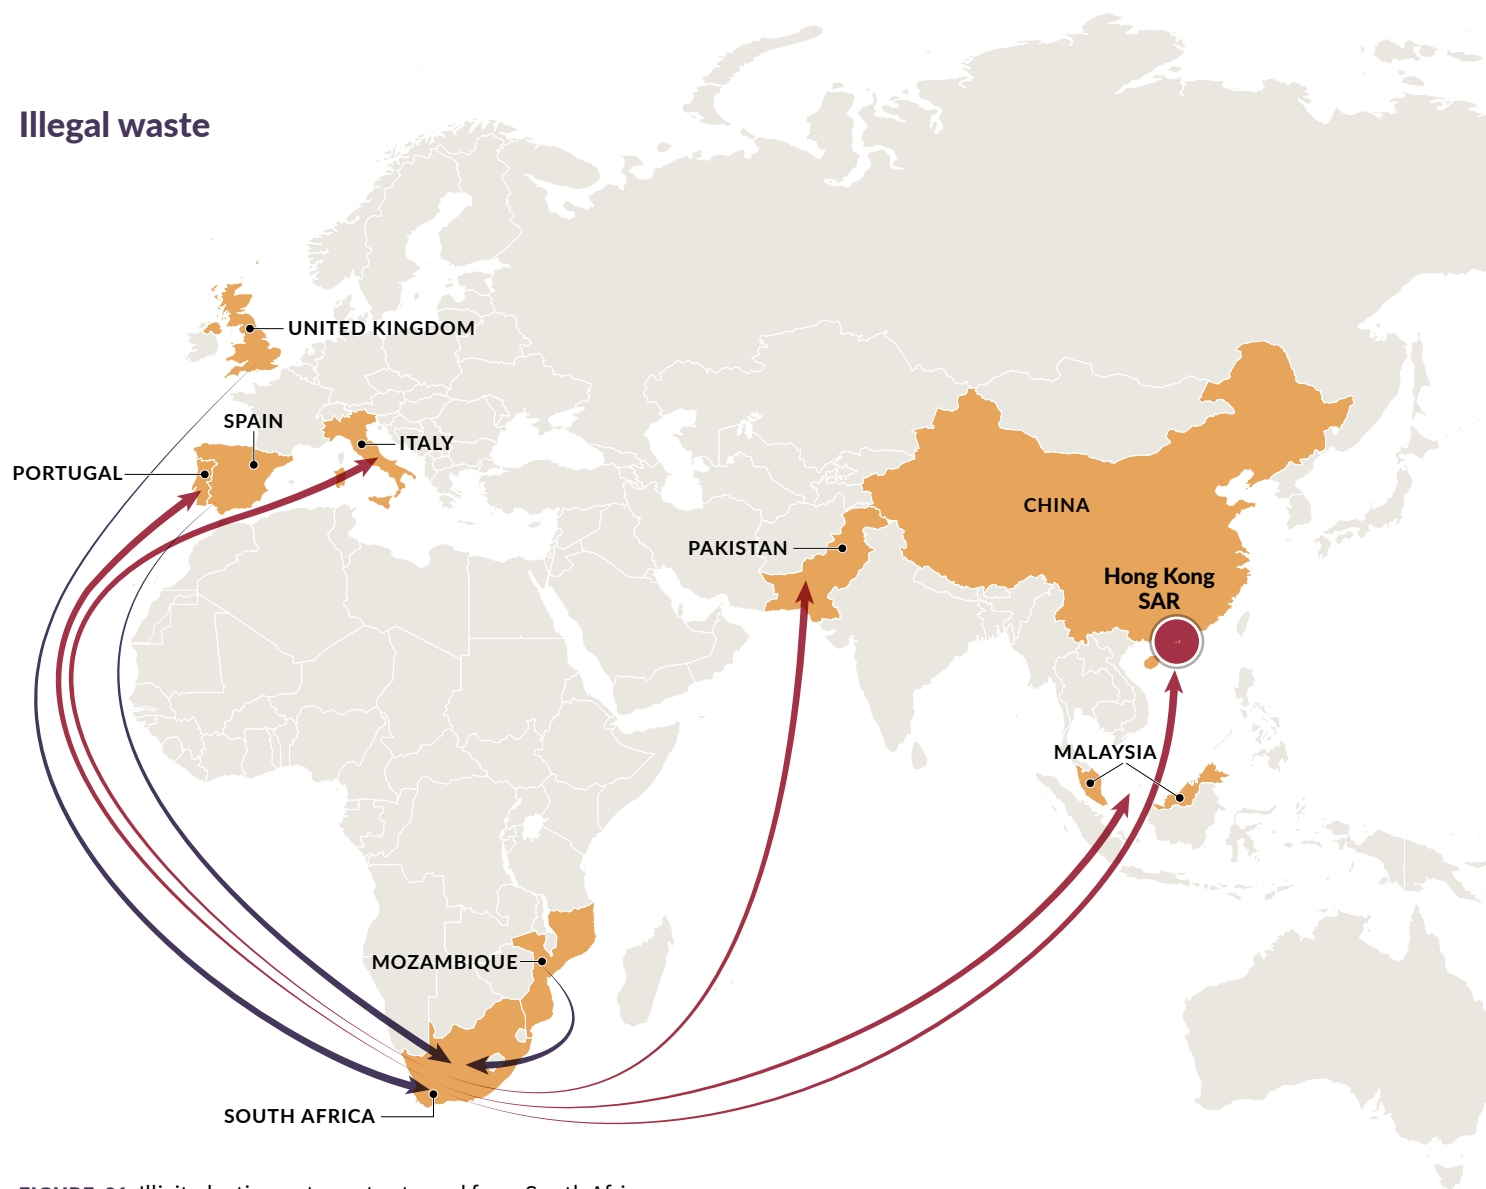 Illegal waste
UNITED KINGDOM
SPAIN
ITALY
PORTUGAL
CHINA
PAKISTAN
Hong Kong
SAR
MALAYSIA
MOZAMBIQUE
SOUTH AFRICA